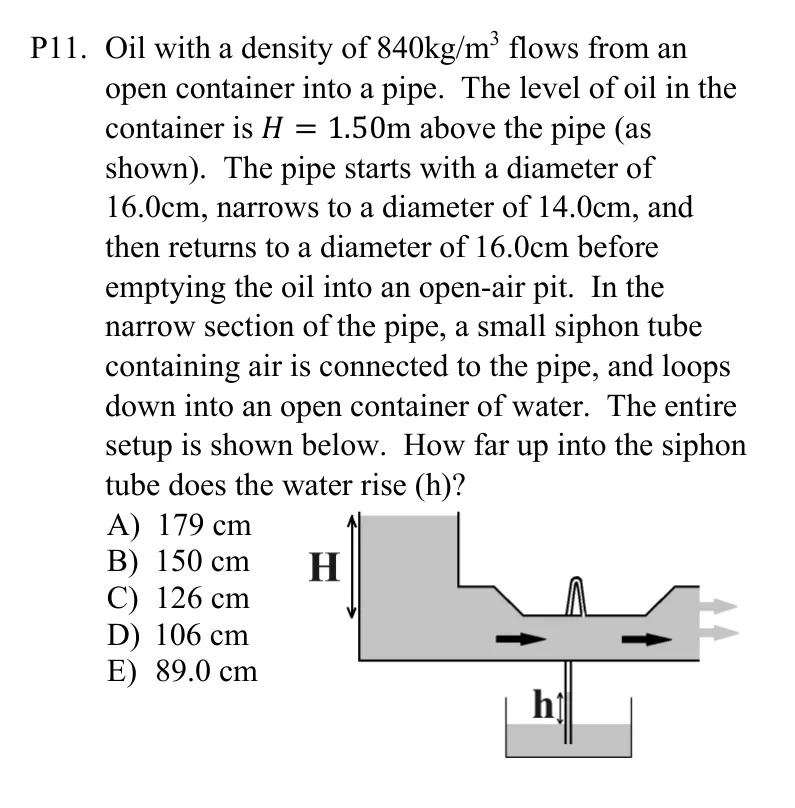 P11. Oil with a density of 840kg/m³ flows from an
open container into a pipe. The level of oil in the
container is H = 1.50m above the pipe (as
shown). The pipe starts with a diameter of
16.0cm, narrows to a diameter of 14.0cm, and
then returns to a diameter of 16.0cm before
emptying the oil into an open-air pit. In the
narrow section of the pipe, a small siphon tube
containing air is connected to the pipe, and loops
down into an open container of water. The entire
setup is shown below. How far up into the siphon
tube does the water rise (h)?
A) 179 cm
B) 150 cm
C) 126 cm
D) 106 cm
E) 89.0 cm
H
h